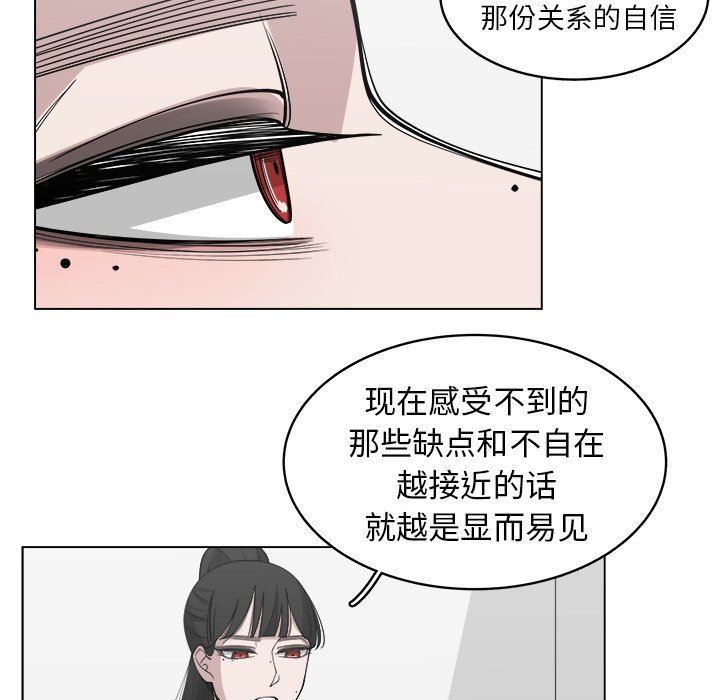 那份关系的自信
现在感受不到的
那些缺点和不自在
越接近的话
就越是显而易见